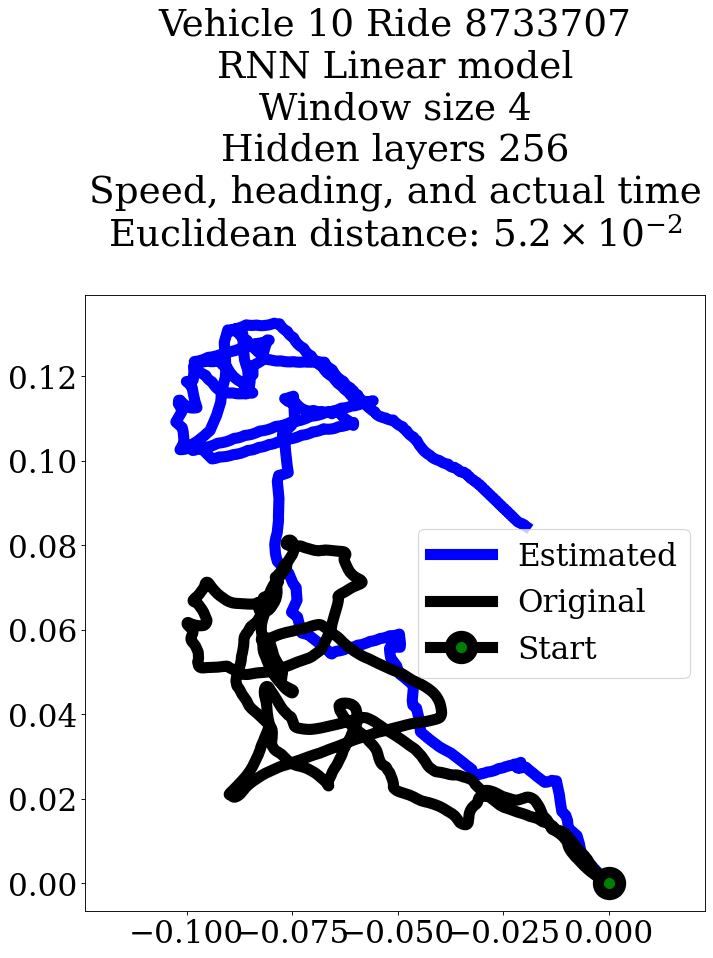 Vehicle 10 Ride 8733707
RNN Linear model
Window size 4
Hidden layers 256
Speed, heading, and actual time
Euclidean distance: 5.2 × 10⁻²
0.12
0.10
0.08
0.06
0.04
0.02
0.00
Estimated
Original
Start
−0.100 −0.075 −0.050 −0.025 0.000